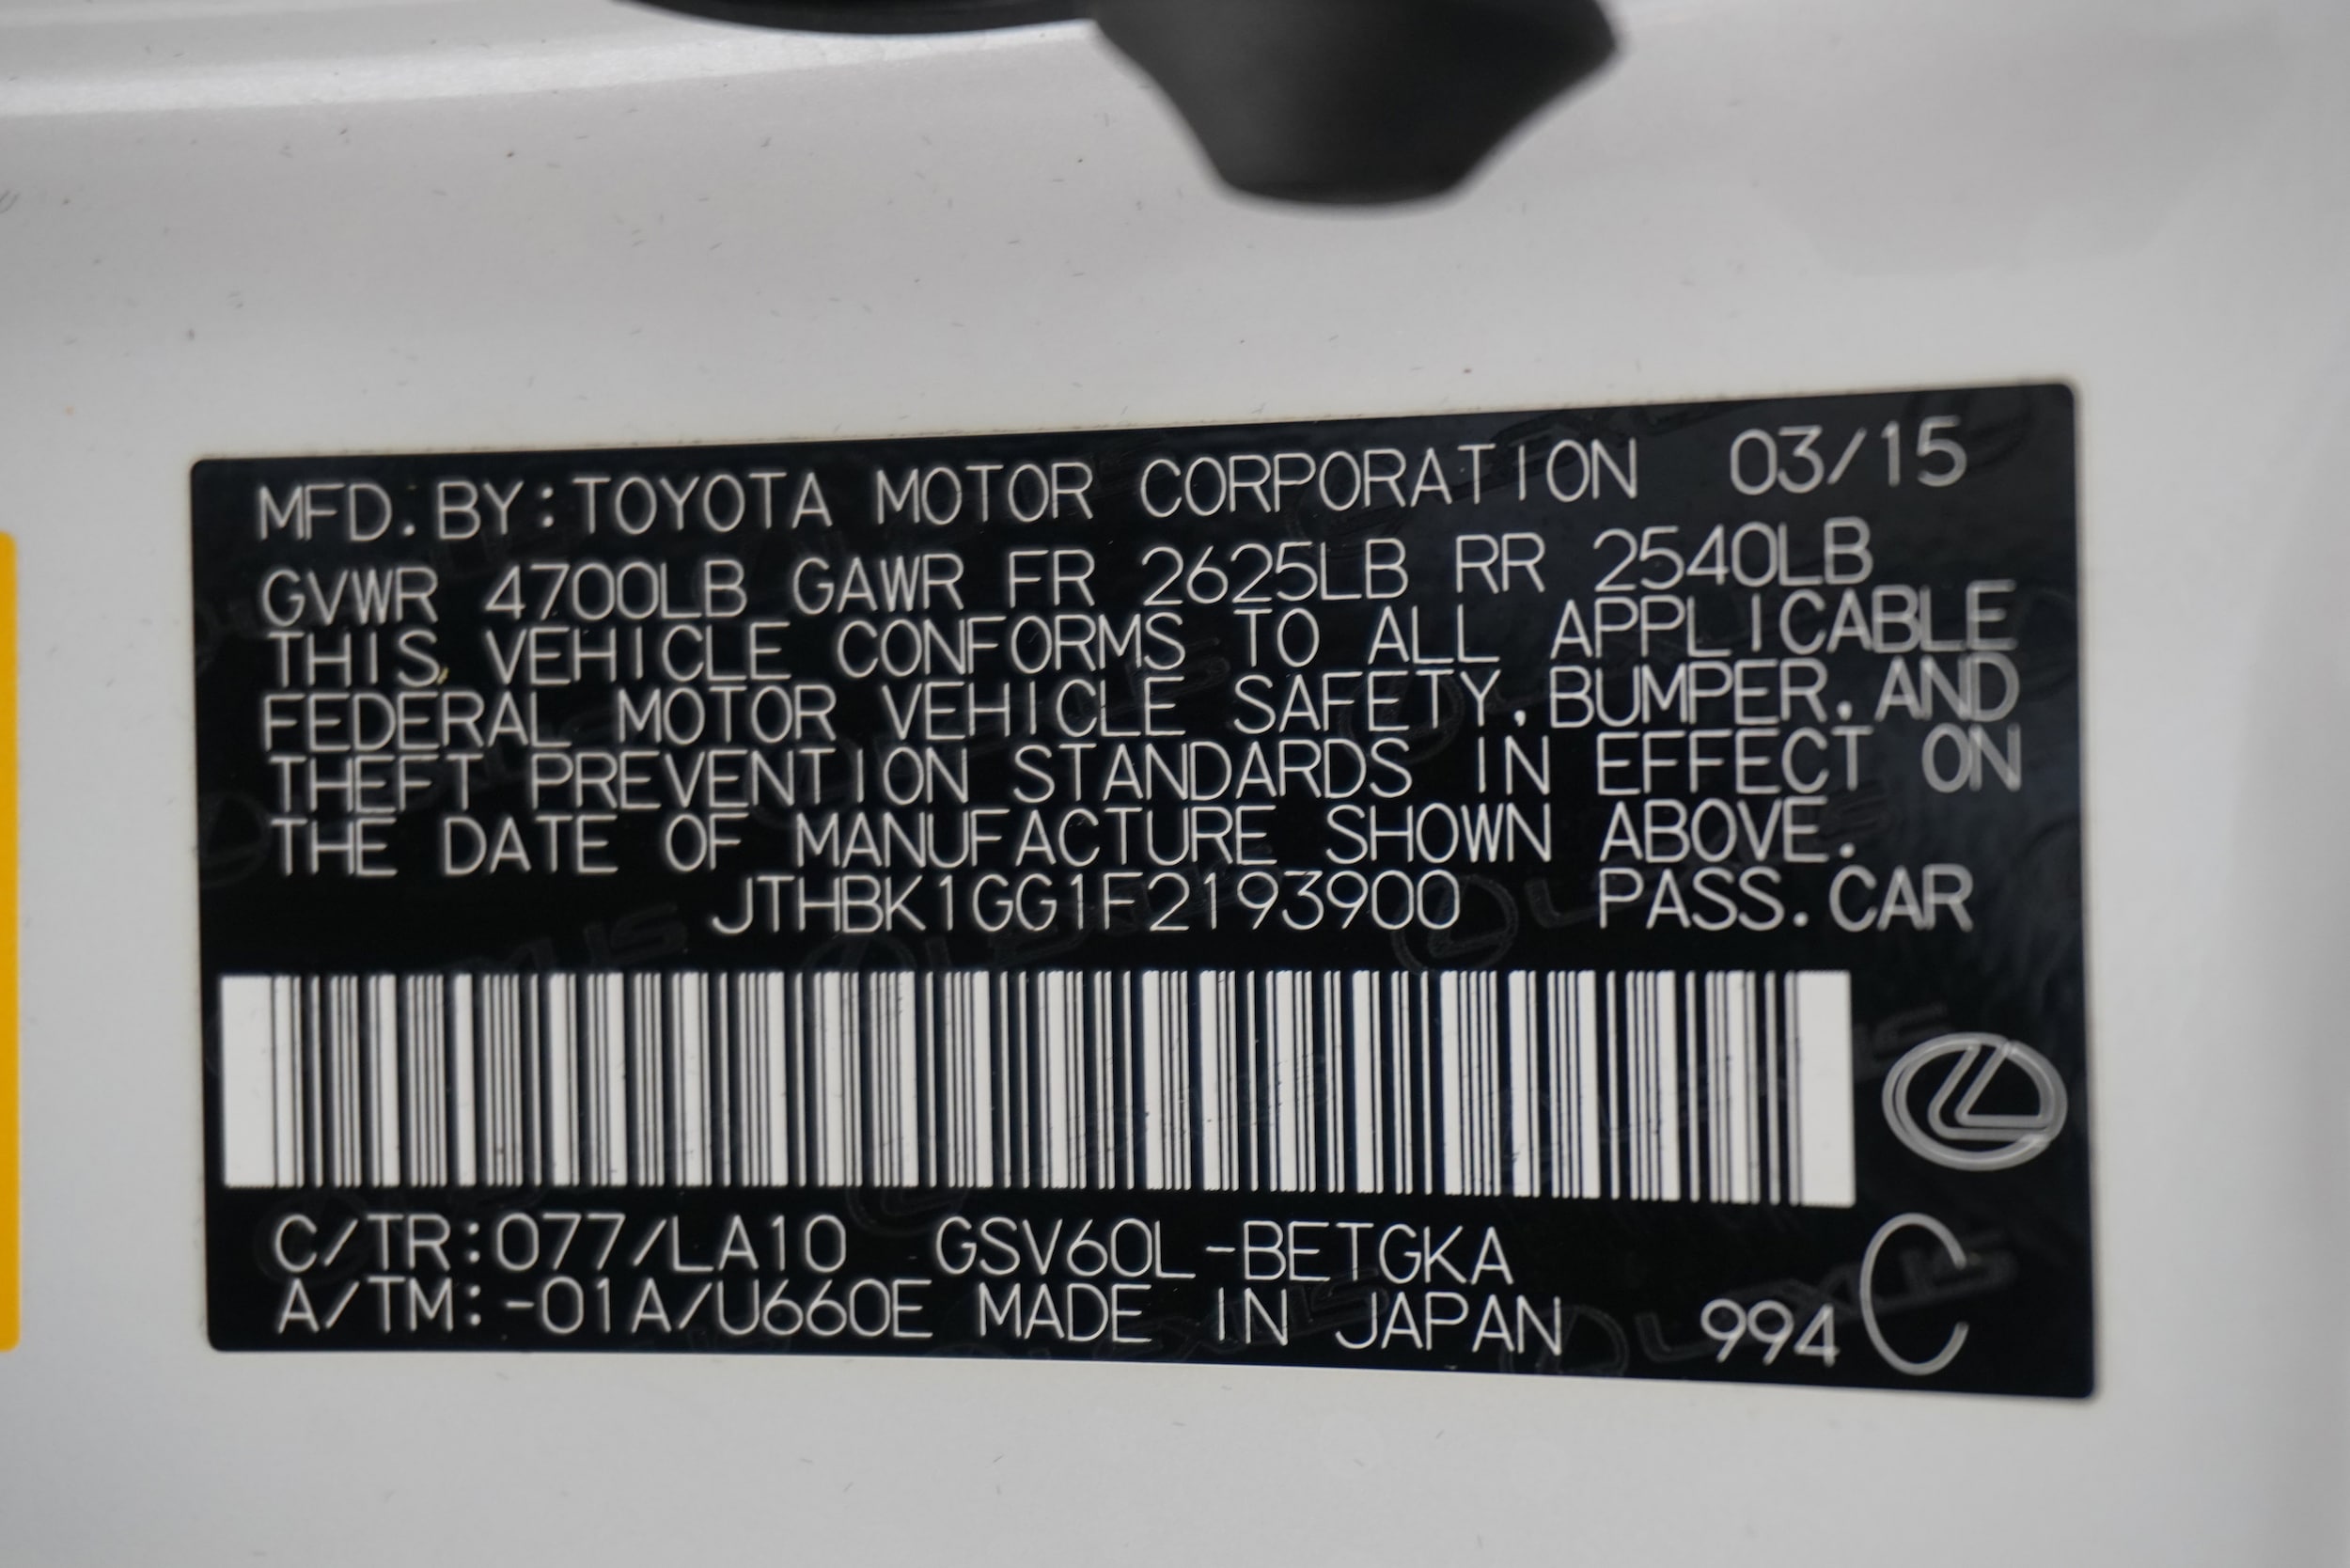 MFD.BY:TOYOTA MOTOR CORPORATION 03/15
GVWR 4700LB GAWR FR 2625LB RR 2540LB
THIS VEHICLE CONFORMS TO ALL APPLICABLE
FEDERAL MOTOR VEHICLE SAFETY, BUMPER, AND
THEFT PREVENTION STANDARDS IN EFFECT ON
THE DATE OF MANUFACTURE SHOWN ABOVE.
JTHBK1GG1F2193900 PASS.CAR
C/TR:077/LA10 GSV60L-BETGKA
A/TM:-01A/U660E MADE IN JAPAN 994 C